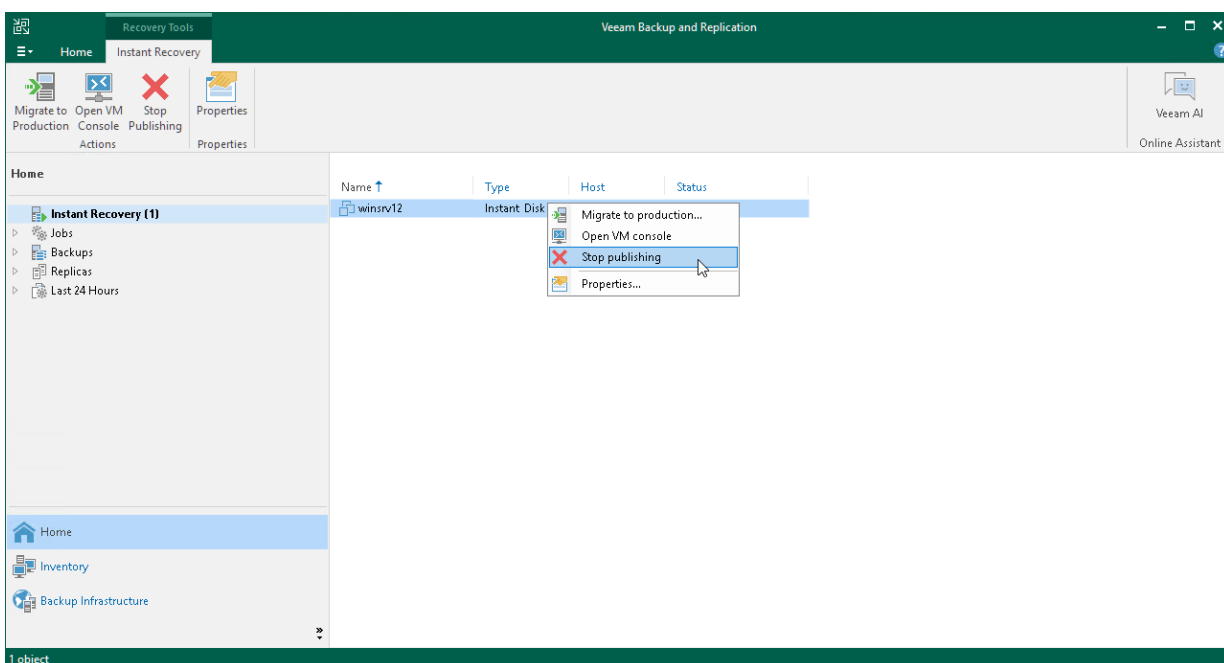 Recovery Tools
Veeam Backup and Replication
Home
Instant Recovery
Migrate to Production
Open VM Console
Stop Publishing
Properties
Veeam AI
Actions
Properties
Online Assistant
Home
Instant Recovery (1)
Jobs
Backups
Replicas
Last 24 Hours
Name
Type
Host
Status
winsrv12
Instant Disk
Migrate to production...
Open VM console
Stop publishing
Properties...
Home
Inventory
Backup Infrastructure
1 object